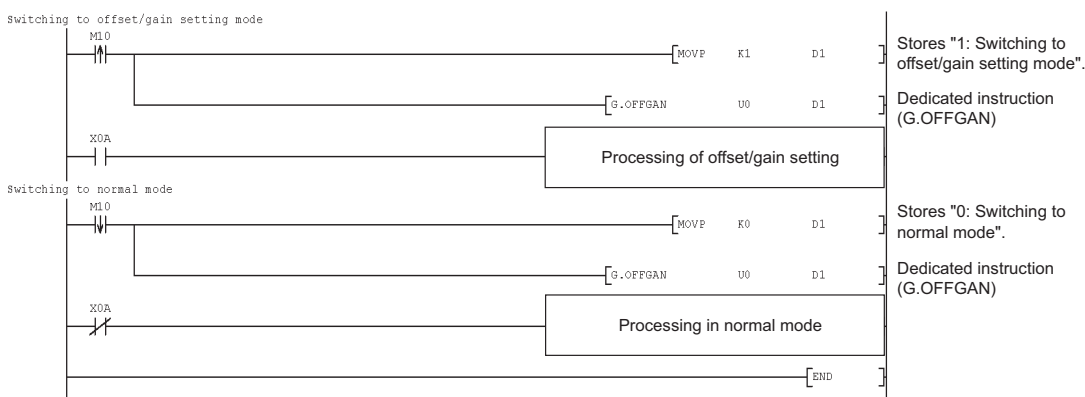 Switching to offset/gain setting mode
M10
MOVP K1 D1
Stores "1: Switching to
offset/gain setting mode".
G.OFFGAN U0 D1
Dedicated instruction
(G.OFFGAN)
X0A
Processing of offset/gain setting
Switching to normal mode
M10
MOVP K0 D1
Stores "0: Switching to
normal mode".
G.OFFGAN U0 D1
Dedicated instruction
(G.OFFGAN)
X0A
Processing in normal mode
END